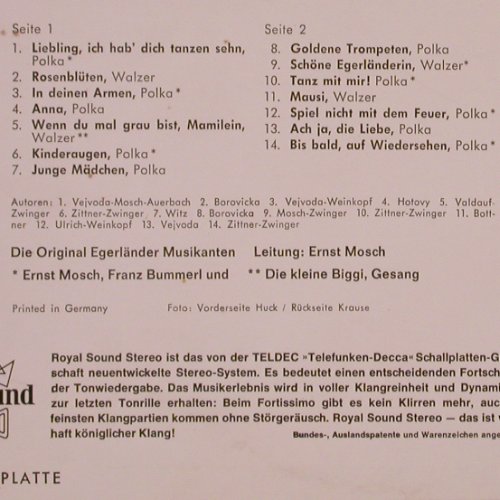 Seite 1
1. Liebling, ich hab' dich tanzen sehn,
Polka*
2. Rosenblüten, Walzer
3. In deinen Armen, Polka*
4. Anna, Polka
5. Wenn du mal grau bist, Mamilein,
Walzer**
6. Kinderaugen, Polka*
7. Junge Mädchen, Polka
Seite 2
8. Goldene Trompeten, Polka
9. Schöne Egerländerin, Walzer*
10. Tanz mit mir! Polka*
11. Mausi, Walzer
12. Spiel nicht mit dem Feuer, Polka*
13. Ach ja, die Liebe, Polka
14. Bis bald, auf Wiedersehen, Polka*
Autoren: 1. Vejvoda-Mosch-Auerbach 2. Borovicka 3. Vejvoda-Weinkopf 4. Hotovy 5. Valdauf-
Zwinger 6. Zittner-Zwinger 7. Witz 8. Borovicka 9. Mosch-Zwinger 10. Zittner-Zwinger 11. Bott-
ner 12. Ulrich-Weinkopf 13. Vejvoda 14. Zittner-Zwinger
Die Original Egerländer Musikanten Leitung: Ernst Mosch
* Ernst Mosch, Franz Bummerl und ** Die kleine Biggi, Gesang
Printed in Germany Foto: Vorderseite Huck / Rückseite Krause
Royal Sound Stereo ist das von der TELDEC »Telefunken-Decca« Schallplatten-G
schaft neuentwickelte Stereo-System. Es bedeutet einen entscheidenden Fortsch
der Tonwiedergabe. Das Musikerlebnis wird in voller Klangreinheit und Dynami
zur letzten Tonrille erhalten: Beim Fortissimo gibt es kein Klirren mehr, auc
feinsten Klangpartien kommen ohne Störgeräusch. Royal Sound Stereo — das ist
haft königlicher Klang!
Bundes-, Auslandspatente und Warenzeichen ange
und
PLATTE